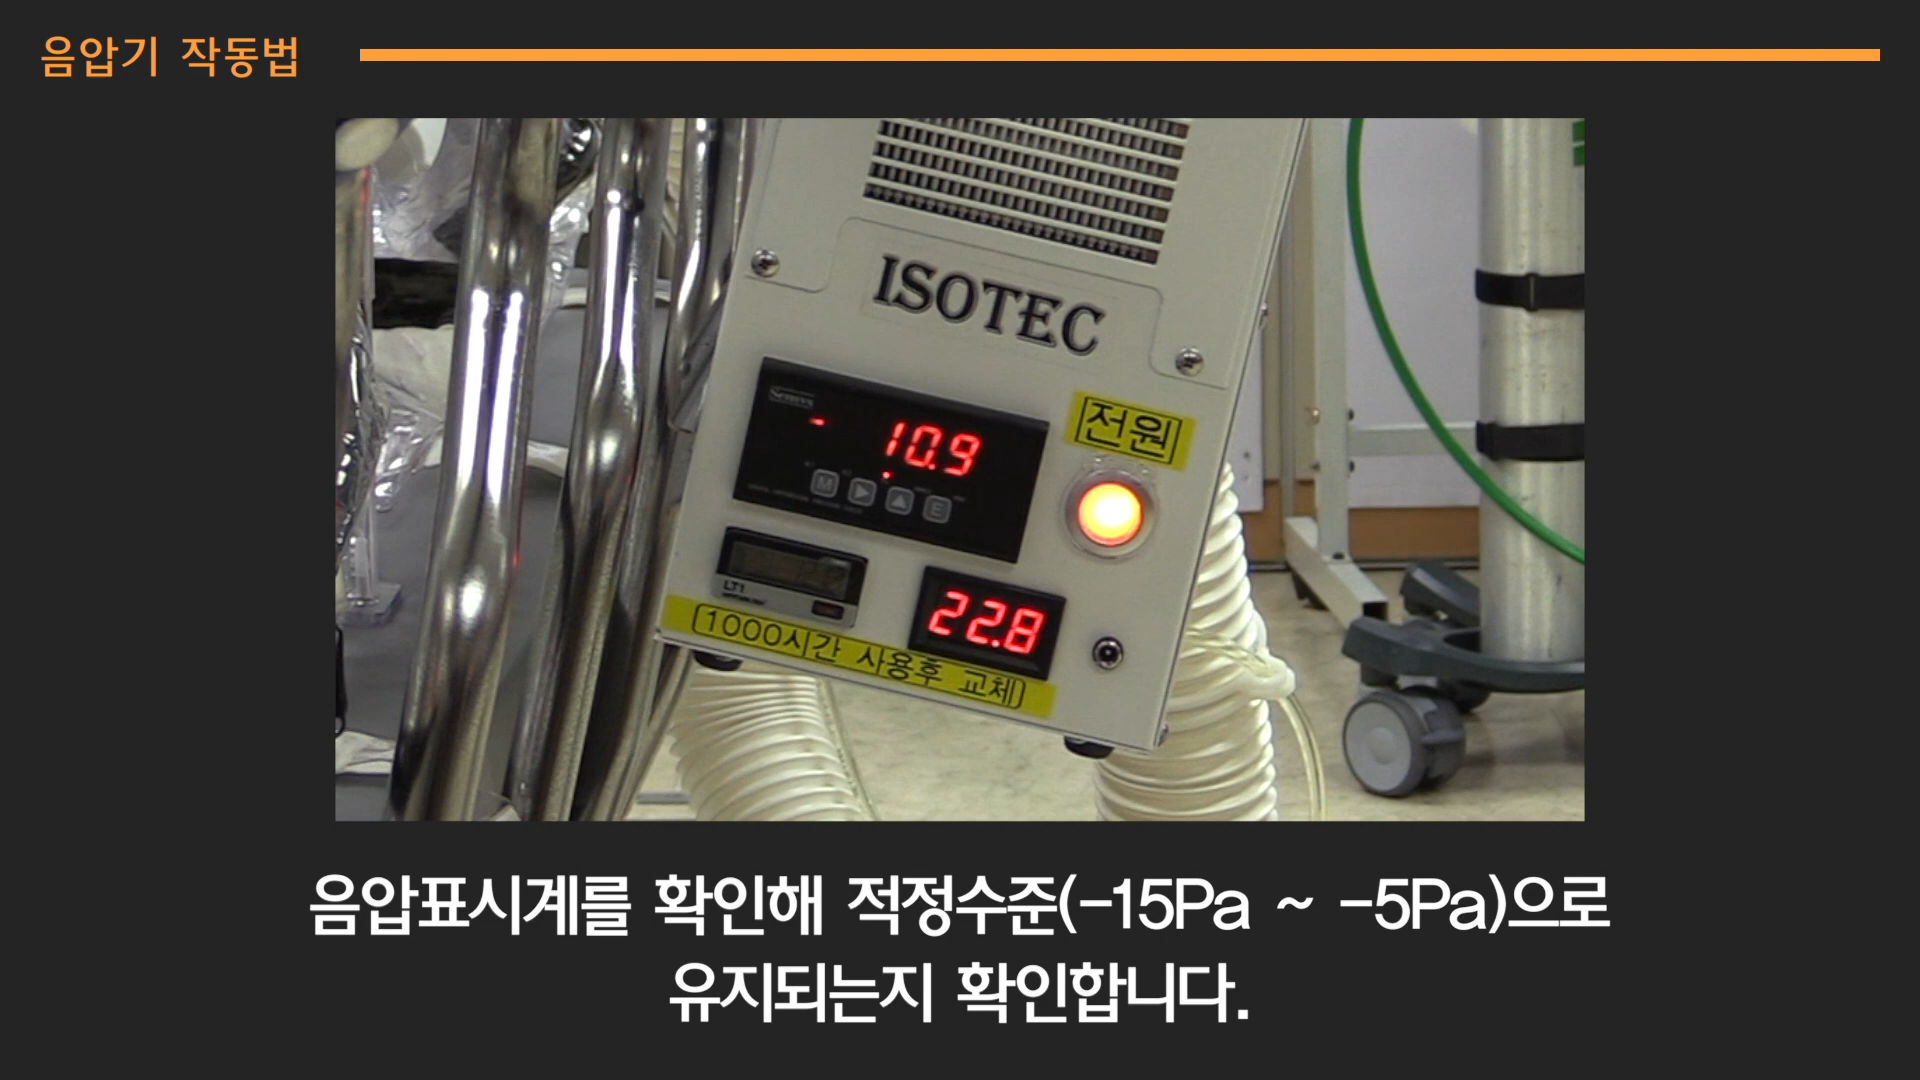 음압기 작동법
ISOTEC
- 10.9
전원
M
E
LT1
22.8
1000시간 사용후 교체
음압표시계를 확인해 적정수준(-15Pa ~ -5Pa)으로
유지되는지 확인합니다.